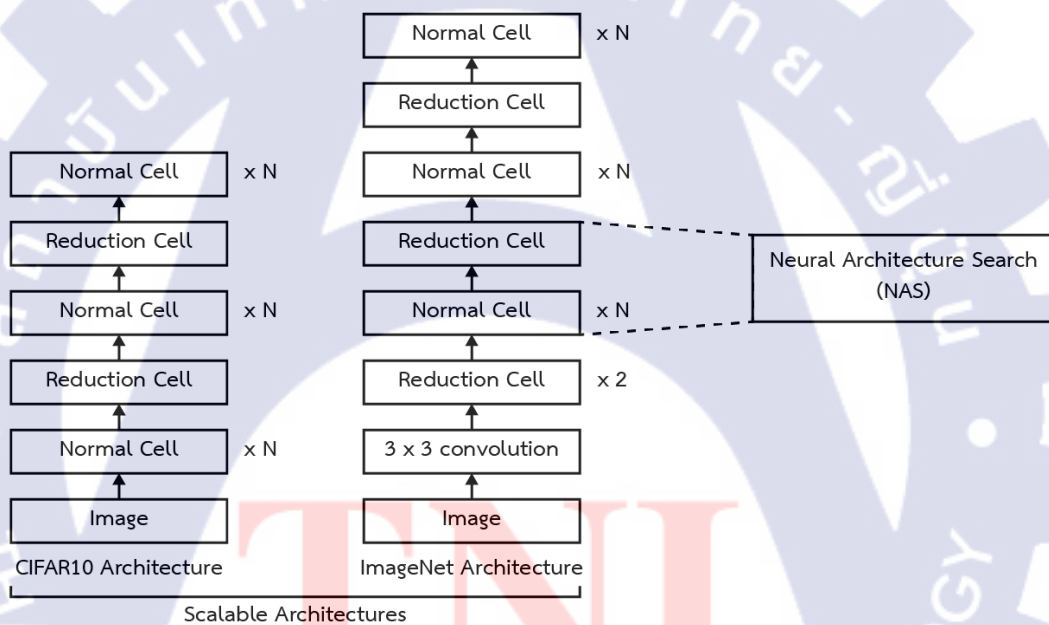 Normal Cell x N
Reduction Cell
Normal Cell x N
Reduction Cell
Normal Cell x N
Image
CIFAR10 Architecture
Normal Cell x N
Reduction Cell
Normal Cell x N
Reduction Cell
Normal Cell x N
Reduction Cell x 2
3 x 3 convolution
Image
ImageNet Architecture
Scalable Architectures
Neural Architecture Search
(NAS)
TNI